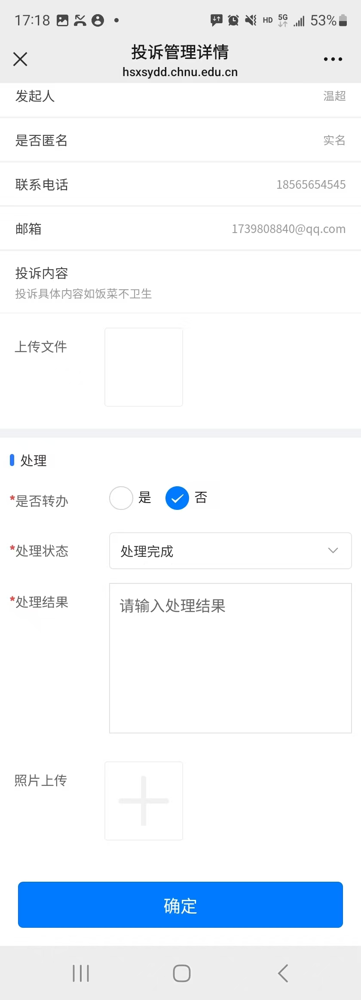 17:18 HD 5G 53%
投诉管理详情
hsxsydd.chnu.edu.cn
发起人 温超
是否匿名 实名
联系电话 18565654545
邮箱 1739808840@qq.com
投诉内容
投诉具体内容如饭菜不卫生
上传文件
处理
*是否转办 是 否
*处理状态 处理完成
*处理结果 请输入处理结果
照片上传
确定